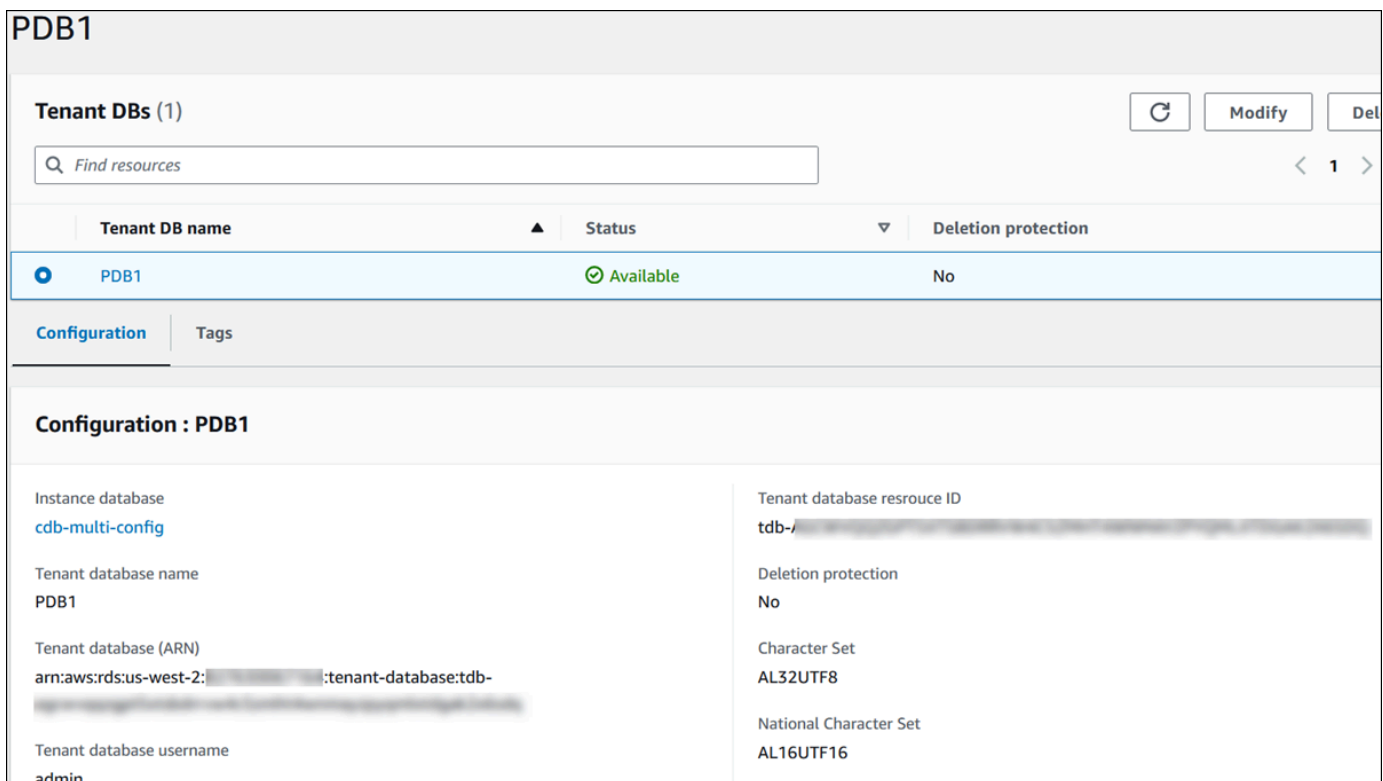 PDB1
Tenant DBs (1)
Modify
Del
Find resources
1
Tenant DB name Status Deletion protection
PDB1 Available No
Configuration Tags
Configuration : PDB1
Instance database
cdb-multi-config
Tenant database name
PDB1
Tenant database (ARN)
arn:aws:rds:us-west-2: :tenant-database:tdb-
Tenant database username
admin
Tenant database resrouce ID
tdb-
Deletion protection
No
Character Set
AL32UTF8
National Character Set
AL16UTF16